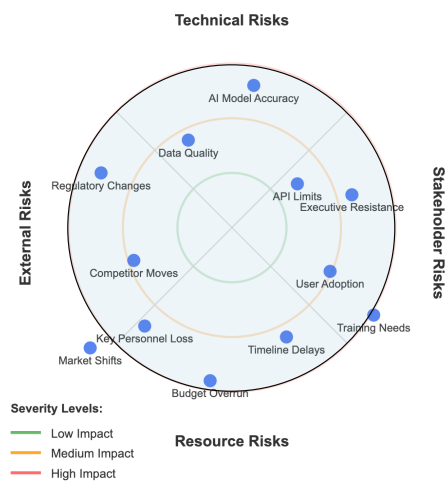 Technical Risks
AI Model Accuracy
Data Quality
Regulatory Changes
API Limits
Executive Resistance
External Risks
Stakeholder Risks
Competitor Moves
User Adoption
Training Needs
Key Personnel Loss
Timeline Delays
Market Shifts
Budget Overrun
Resource Risks
Severity Levels:
Low Impact
Medium Impact
High Impact